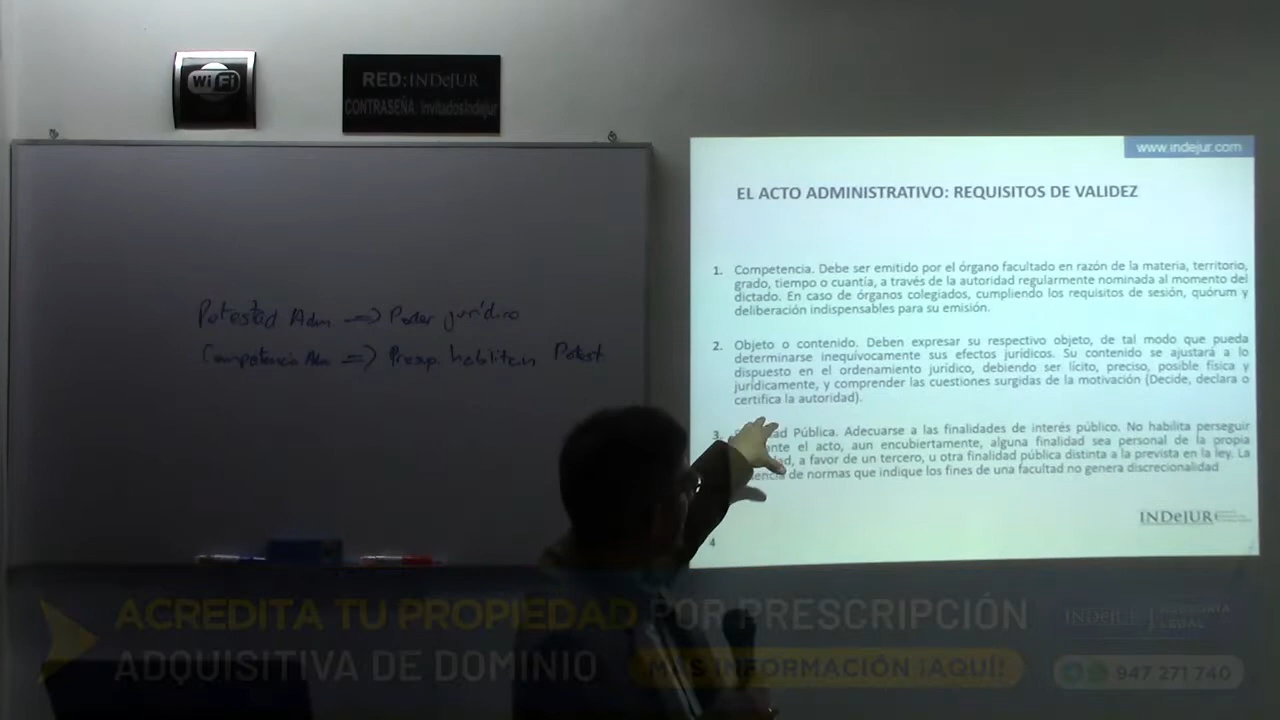 WiFi
RED: INDeJUR
CONTRASEÑA: invitadosindejur
Potestad Adm. => Poder jurídico
Competencia Adm => Presup. habilitan Potest
www.indejur.com
EL ACTO ADMINISTRATIVO: REQUISITOS DE VALIDEZ
1. Competencia. Debe ser emitido por el órgano facultado en razón de la materia, territorio,
grado, tiempo o cuantía, a través de la autoridad regularmente nominada al momento del
dictado. En caso de órganos colegiados, cumpliendo los requisitos de sesión, quórum y
deliberación indispensables para su emisión.
2. Objeto o contenido. Deben expresar su respectivo objeto, de tal modo que pueda
determinarse inequívocamente sus efectos jurídicos. Su contenido se ajustará a lo
dispuesto en el ordenamiento jurídico, debiendo ser lícito, preciso, posible física y
jurídicamente, y comprender las cuestiones surgidas de la motivación (Decide, declara o
certifica la autoridad).
3. Pública. Adecuarse a las finalidades de interés público. No habilita perseguir
el acto, aun encubiertamente, alguna finalidad sea personal de la propia
a favor de un tercero, u otra finalidad pública distinta a la prevista en la ley. La
de normas que indique los fines de una facultad no genera discrecionalidad
INDeJUR
4
ACREDITA TU PROPIEDAD POR PRESCRIPCIÓN
ADQUISITIVA DE DOMINIO
MÁS INFORMACIÓN ¡AQUÍ!
INDeJUR
LEGAL
947 271 740